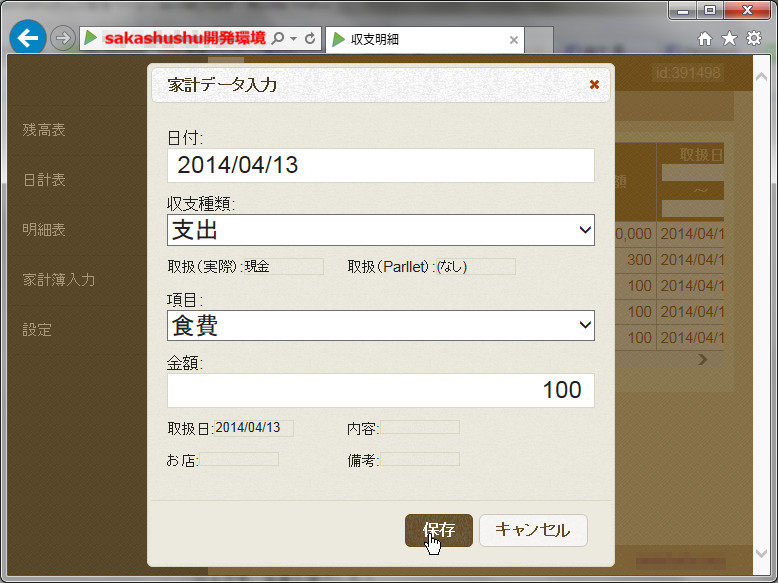 sakashushu開発環境
収支明細
id:391498
家計データ入力
残高表
日計表
明細表
家計簿入力
設定
日付:
2014/04/13
収支種類:
支出
取扱(実際):現金 取扱(Parllet):(なし)
項目:
食費
金額:
100
取扱日:2014/04/13 内容:
お店: 備考:
保存 キャンセル
額 取扱日
～
0,000 2014/04/1
300 2014/04/1
100 2014/04/1
100 2014/04/1
100 2014/04/1